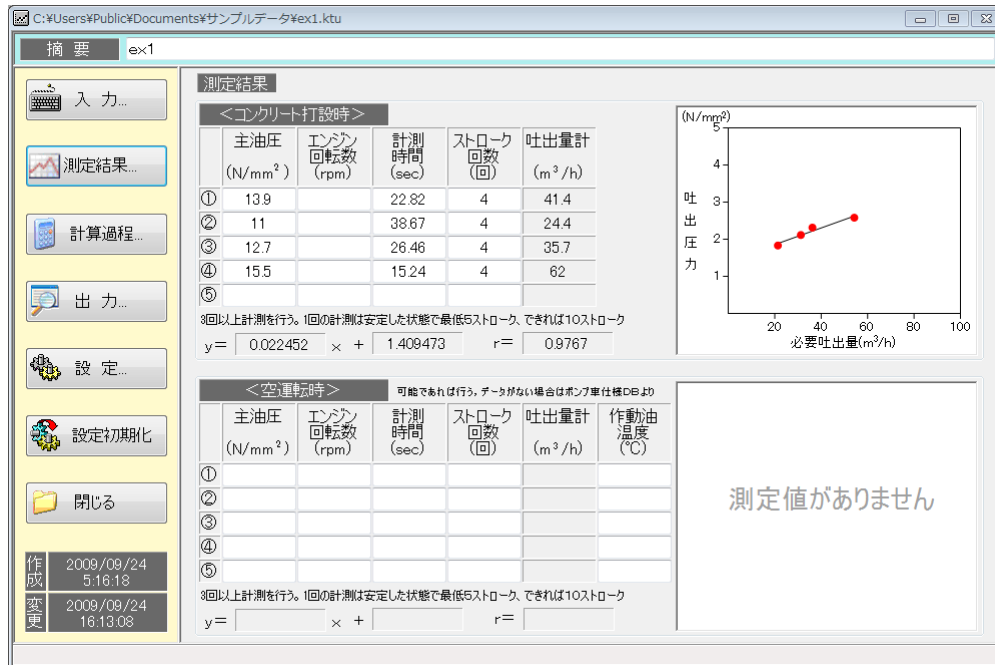 C:¥Users¥Public¥Documents¥サンプルデータ¥ex1.ktu
摘 要 ex1
入 力...
測定結果...
計算過程...
出 力...
設 定...
設定初期化
閉じる
作成 2009/09/24 5:16:18
変更 2009/09/24 16:13:08
測定結果
＜コンクリート打設時＞
主油圧 (N/mm²) エンジン回転数 (rpm) 計測時間 (sec) ストローク回数 (回) 吐出量計 (m³/h)
① 13.9 22.82 4 41.4
② 11 38.67 4 24.4
③ 12.7 26.46 4 35.7
④ 15.5 15.24 4 62
⑤
3回以上計測を行う。1回の計測は安定した状態で最低5ストローク、できれば10ストローク
y= 0.022452 × + 1.409473 r= 0.9767
(N/mm²)
5
4
3
2
1
吐出圧力
20 40 60 80 100
必要吐出量(m³/h)
＜空運転時＞ 可能であれば行う，データがない場合はポンプ車仕様DBより
主油圧 (N/mm²) エンジン回転数 (rpm) 計測時間 (sec) ストローク回数 (回) 吐出量計 (m³/h) 作動油温度 (℃)
①
②
③
④
⑤
3回以上計測を行う。1回の計測は安定した状態で最低5ストローク、できれば10ストローク
y= × + r=
測定値がありません